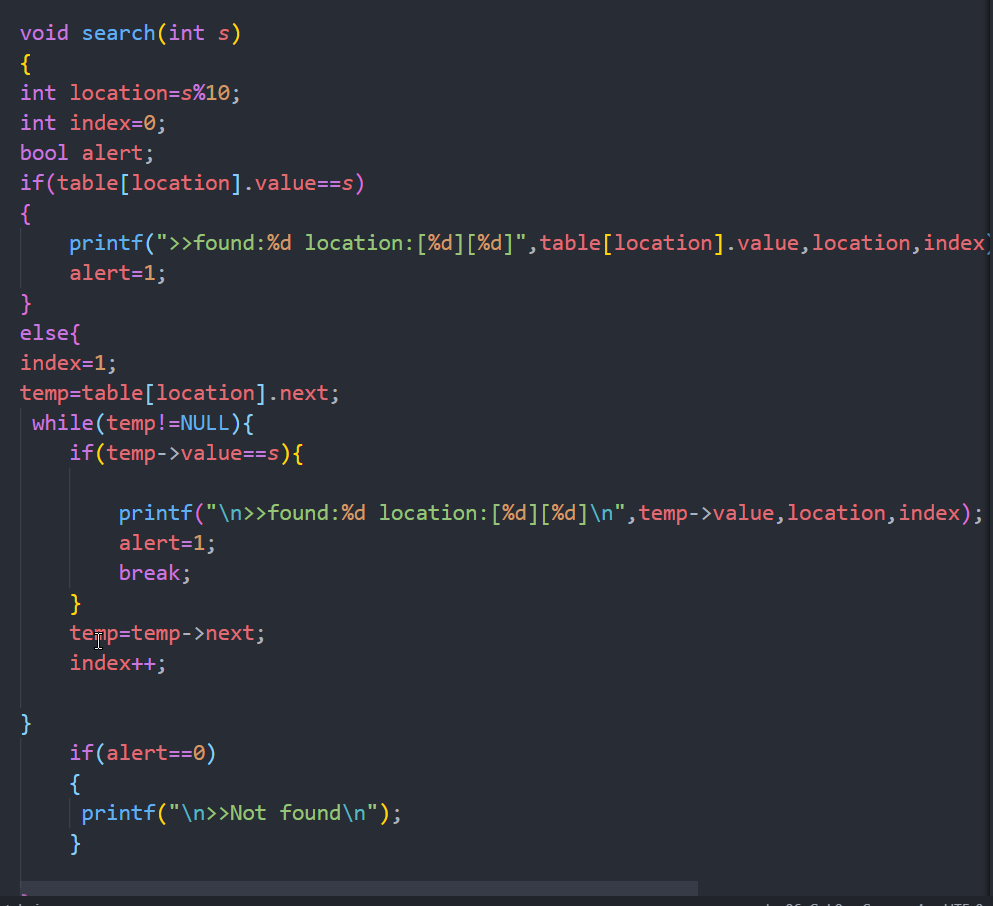 void search(int s)
{
int location=s%10;
int index=0;
bool alert;
if(table[location].value==s)
{
    printf(">>found:%d location:[%d][%d]",table[location].value,location,index)
    alert=1;
}
else{
index=1;
temp=table[location].next;
 while(temp!=NULL){
    if(temp->value==s){
        printf("\n>>found:%d location:[%d][%d]\n",temp->value,location,index);
        alert=1;
        break;
    }
    temp=temp->next;
    index++;
}
    if(alert==0)
    {
     printf("\n>>Not found\n");
    }